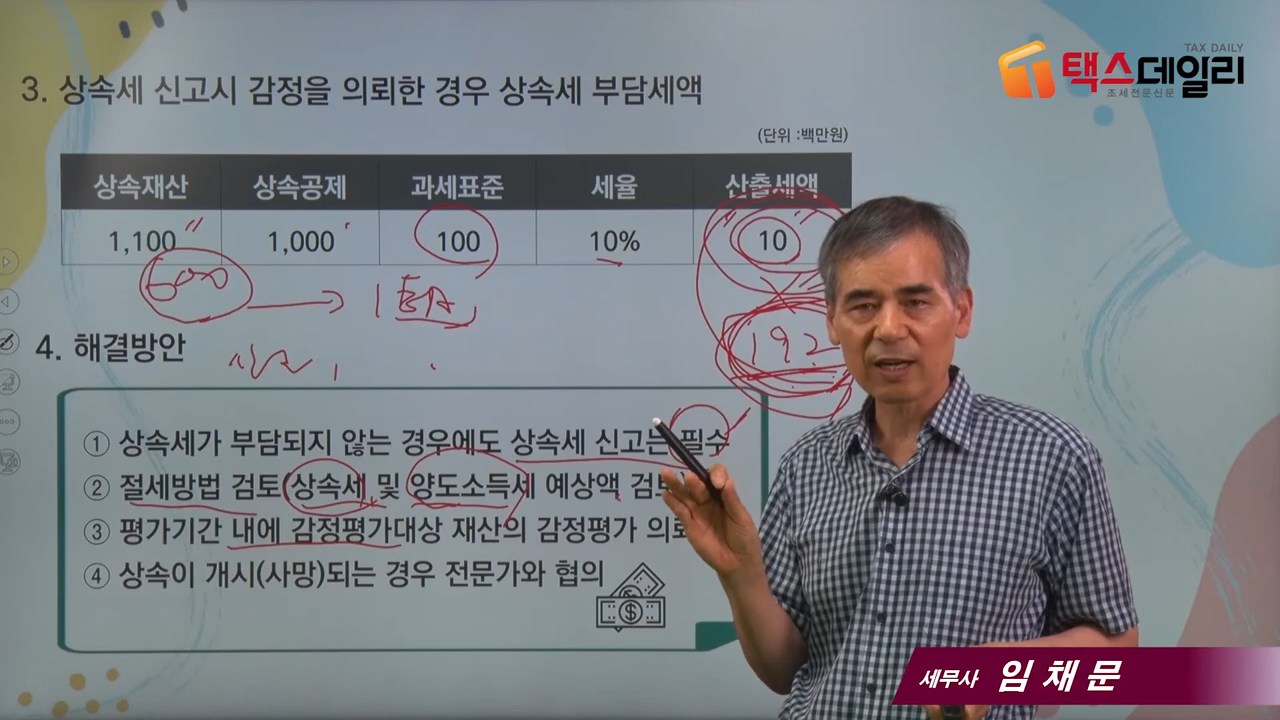 TAX DAILY
택스데일리
조세전문신문
3. 상속세 신고시 감정을 의뢰한 경우 상속세 부담세액
(단위 :백만원)
상속재산 상속공제 과세표준 세율 산출세액
1,100 1,000 100 10% 10
192
4. 해결방안
① 상속세가 부담되지 않는 경우에도 상속세 신고는 필수
② 절세방법 검토(상속세 및 양도소득세 예상액
③ 평가기간 내에 감정평가대상 재산의 감정평가
④ 상속이 개시(사망)되는 경우 전문가와 협의
세무사 임채문